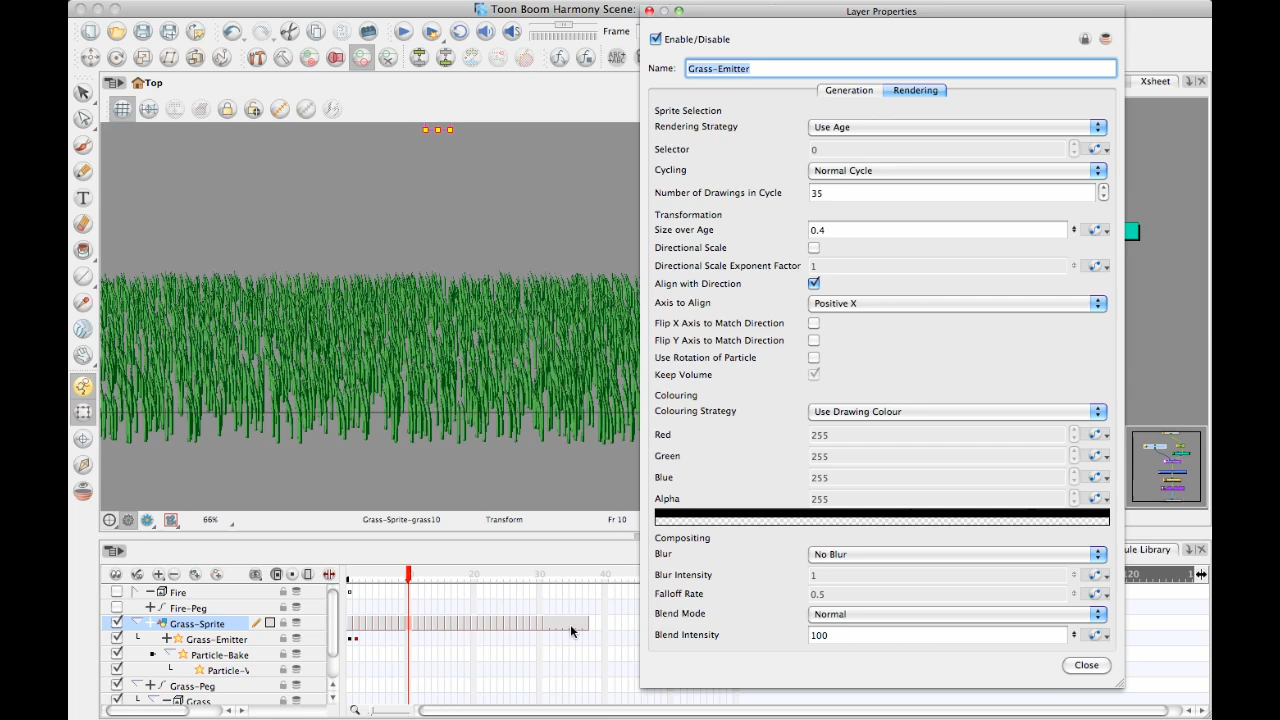 Toon Boom Harmony Scene:
Layer Properties
Frame
Enable/Disable
Name: Grass-Emitter
Top
Xsheet
Generation Rendering
Sprite Selection
Rendering Strategy Use Age
Selector 0
Cycling Normal Cycle
Number of Drawings in Cycle 35
Transformation
Size over Age 0.4
Directional Scale
Directional Scale Exponent Factor 1
Align with Direction
Axis to Align Positive X
Flip X Axis to Match Direction
Flip Y Axis to Match Direction
Use Rotation of Particle
Keep Volume
Colouring
Colouring Strategy Use Drawing Colour
Red 255
Green 255
Blue 255
Alpha 255
66% Grass-Sprite-grass10 Transform Fr 10
Compositing
Blur No Blur
Blur Intensity 1
Falloff Rate 0.5
Blend Mode Normal
Blend Intensity 100
Close
ule Library
20 30 40
120
Fire
Fire-Peg
Grass-Sprite
Grass-Emitter
Particle-Bake
Particle-V
Grass-Peg
Grass